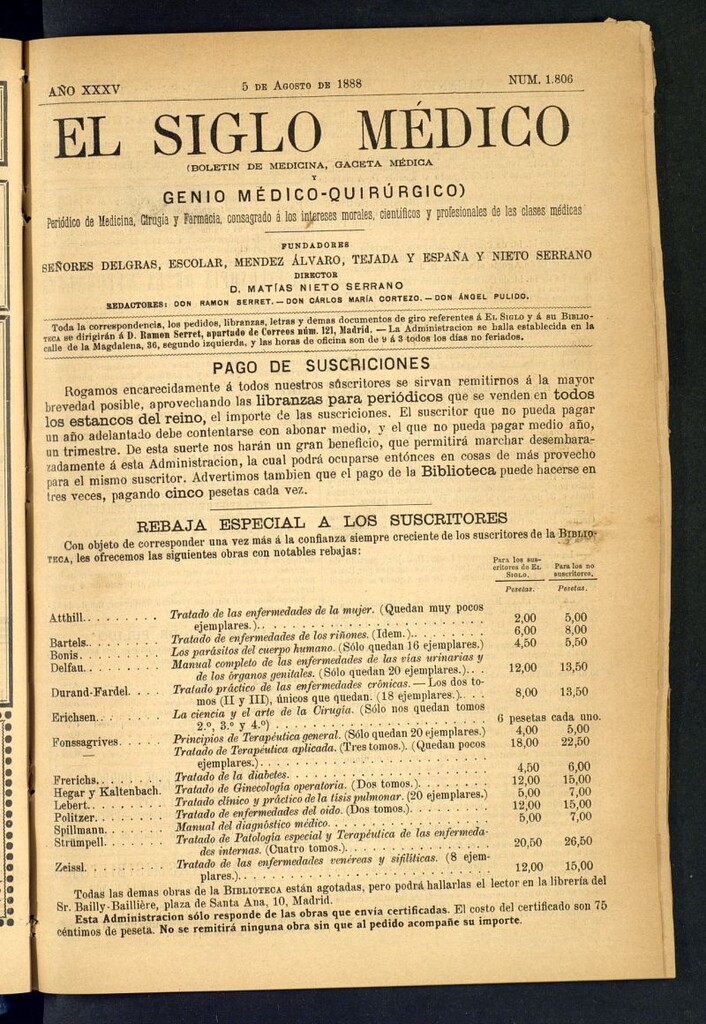 AÑO XXXV 5 DE AGOSTO DE 1888 NUM. 1.806
EL SIGLO MÉDICO
(BOLETIN DE MEDICINA, GACETA MÉDICA
Y
GENIO MÉDICO-QUIRÚRGICO)
Periódico de Medicina, Cirugía y Farmacia, consagrado á los intereses morales, científicos y profesionales de las clases médicas
FUNDADORES
SEÑORES DELGRAS, ESCOLAR, MENDEZ ÁLVARO, TEJADA Y ESPAÑA Y NIETO SERRANO
DIRECTOR
D. MATÍAS NIETO SERRANO
REDACTORES: DON RAMON SERRET.—DON CÁRLOS MARÍA CORTEZO.—DON ÁNGEL PULIDO.
Toda la correspondencia, los pedidos, libranzas, letras y demas documentos de giro referentes á EL SIGLO y á su BIBLIO-
TECA se dirigirán á D. Ramon Serret, apartado de Correos núm. 121, Madrid.—La Administracion se halla establecida en la
calle de la Magdalena, 36, segundo izquierda, y las horas de oficina son de 9 á 3 todos los días no feriados.
PAGO DE SUSCRICIONES
Rogamos encarecidamente á todos nuestros suscritores se sirvan remitirnos á la mayor
brevedad posible, aprovechando las libranzas para periódicos que se venden en todos
los estancos del reino, el importe de las suscriciones. El suscritor que no pueda pagar
un año adelantado debe contentarse con abonar medio, y el que no pueda pagar medio año,
un trimestre. De esta suerte nos harán un gran beneficio, que permitirá marchar desembara-
zadamente á esta Administracion, la cual podrá ocuparse entónces en cosas de más provecho
para el mismo suscritor. Advertimos tambien que el pago de la Biblioteca puede hacerse en
tres veces, pagando cinco pesetas cada vez.
REBAJA ESPECIAL A LOS SUSCRITORES
Con objeto de corresponder una vez más á la confianza siempre creciente de los suscritores de la BIBLIO-
TECA, les ofrecemos las siguientes obras con notables rebajas:
Para los sus- Para los no
critores de EL suscritores.
SIGLO.
Pesetas. Pesetas.
Atthill. . . . . . . . Tratado de las enfermedades de la mujer. (Quedan muy pocos
ejemplares.). . . . . . . . . . 2,00 5,00
Bartels. . . . . . . . Tratado de enfermedades de los riñones. (Idem.). . . . . . . . 6,00 8,00
Bonis. . . . . . . . Los parásitos del cuerpo humano. (Sólo quedan 16 ejemplares.) 4,50 5,50
Delfau. . . . . . . . Manual completo de las enfermedades de las vías urinarias y
de los órganos genitales. (Sólo quedan 20 ejemplares.). . . 12,00 13,50
Durand-Fardel. . . . Tratado práctico de las enfermedades crónicas.—Los dos to-
mos (II y III), únicos que quedan. (18 ejemplares.). . . 8,00 13,50
Erichsen. . . . . . . La ciencia y el arte de la Cirugía. (Sólo nos quedan tomos
2.º, 3.º y 4.º) . . . . . . . . 6 pesetas cada uno.
Fonssagrives. . . . . Principios de Terapéutica general. (Sólo quedan 20 ejemplares.) 4,00 5,00
— Tratado de Terapéutica aplicada. (Tres tomos.). (Quedan pocos 18,00 22,50
ejemplares.). . . . . . . .
Frerichs. . . . . . . . Tratado de la diabetes. . . . . . . . 4,50 6,00
Hegar y Kaltenbach. Tratado de Ginecología operatoria. (Dos tomos.). . . . . . 12,00 15,00
Lebert. . . . . . . . Tratado clínico y práctico de la tisis pulmonar. (20 ejemplares.) 5,00 7,00
Politzer. . . . . . . . Tratado de enfermedades del oido. (Dos tomos.). . . . . . 12,00 15,00
Spillmann. . . . . . . Manual del diagnóstico médico. . . . . . . . 5,00 7,00
Strümpell. . . . . . . Tratado de Patología especial y Terapéutica de las enfermeda-
des internas. (Cuatro tomos.). . . . . . . . 20,50 26,50
Zeissl. . . . . . . . Tratado de las enfermedades venéreas y sifilíticas. (8 ejem-
plares.). . . . . . . . 12,00 15,00
Todas las demas obras de la BIBLIOTECA están agotadas, pero podrá hallarlas el lector en la librería del
Sr. Bailly-Baillière, plaza de Santa Ana, 10, Madrid.
Esta Administracion sólo responde de las obras que envía certificadas. El costo del certificado son 75
céntimos de peseta. No se remitirá ninguna obra sin que al pedido acompañe su importe.